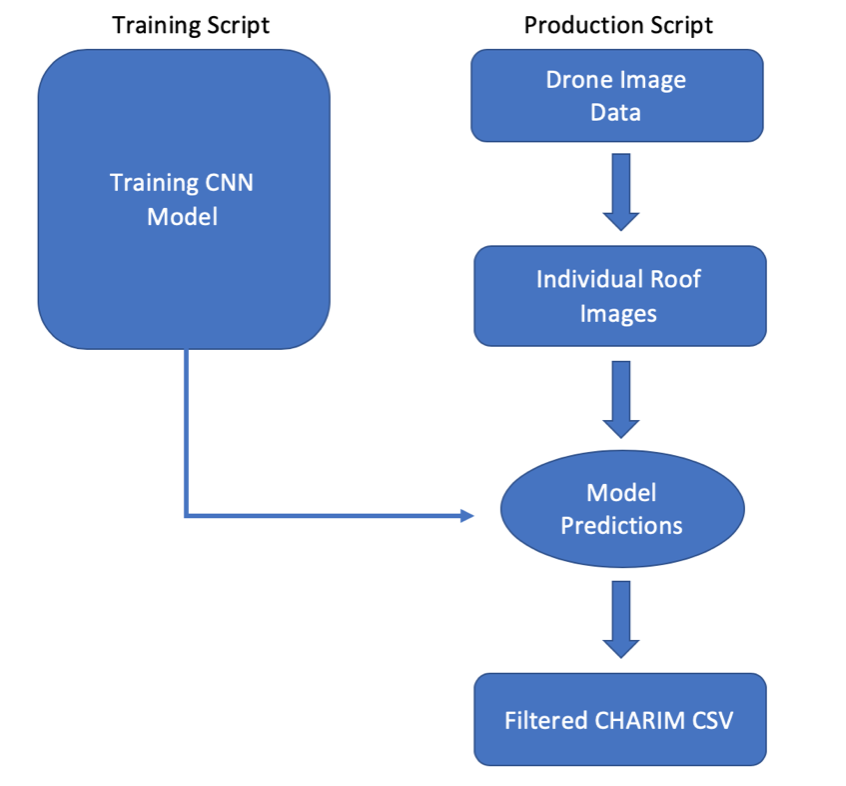 Training Script
Training CNN
Model
Production Script
Drone Image
Data
Individual Roof
Images
Model
Predictions
Filtered CHARIM CSV